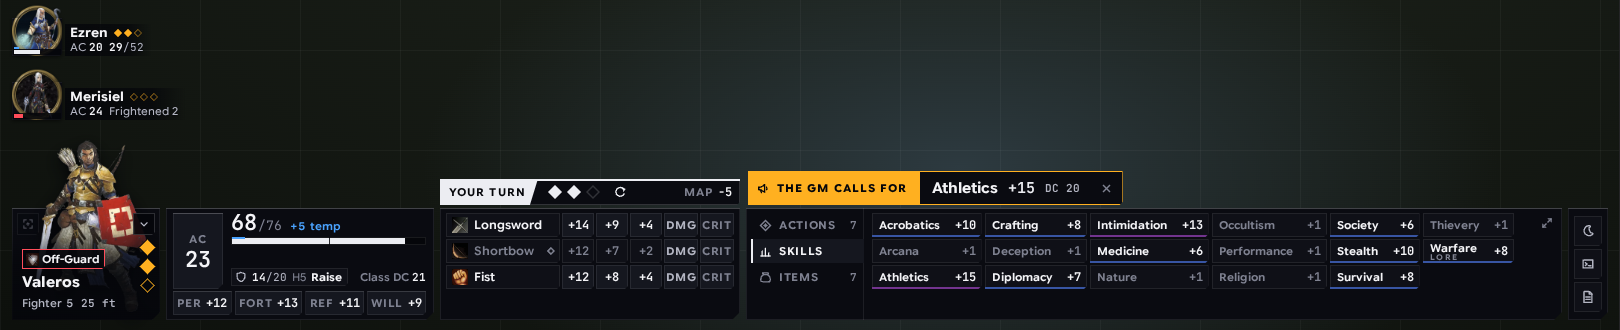 Ezren
AC 20 29/52
Merisiel
AC 24 Frightened 2
Off-Guard
Valeros
Fighter 5 25 ft
AC
23
68/76 +5 temp
14/20 H5 Raise Class DC 21
PER +12 FORT +13 REF +11 WILL +9
YOUR TURN MAP -5
Longsword +14 +9 +4 DMG CRIT
Shortbow +12 +7 +2 DMG CRIT
Fist +12 +8 +4 DMG CRIT
THE GM CALLS FOR Athletics +15 DC 20 ×
ACTIONS 7
SKILLS
ITEMS 7
Acrobatics +10 Crafting +8 Intimidation +13 Occultism +1 Society +6 Thievery +1
Arcana +1 Deception +1 Medicine +6 Performance +1 Stealth +10 Warfare LORE +8
Athletics +15 Diplomacy +7 Nature +1 Religion +1 Survival +8